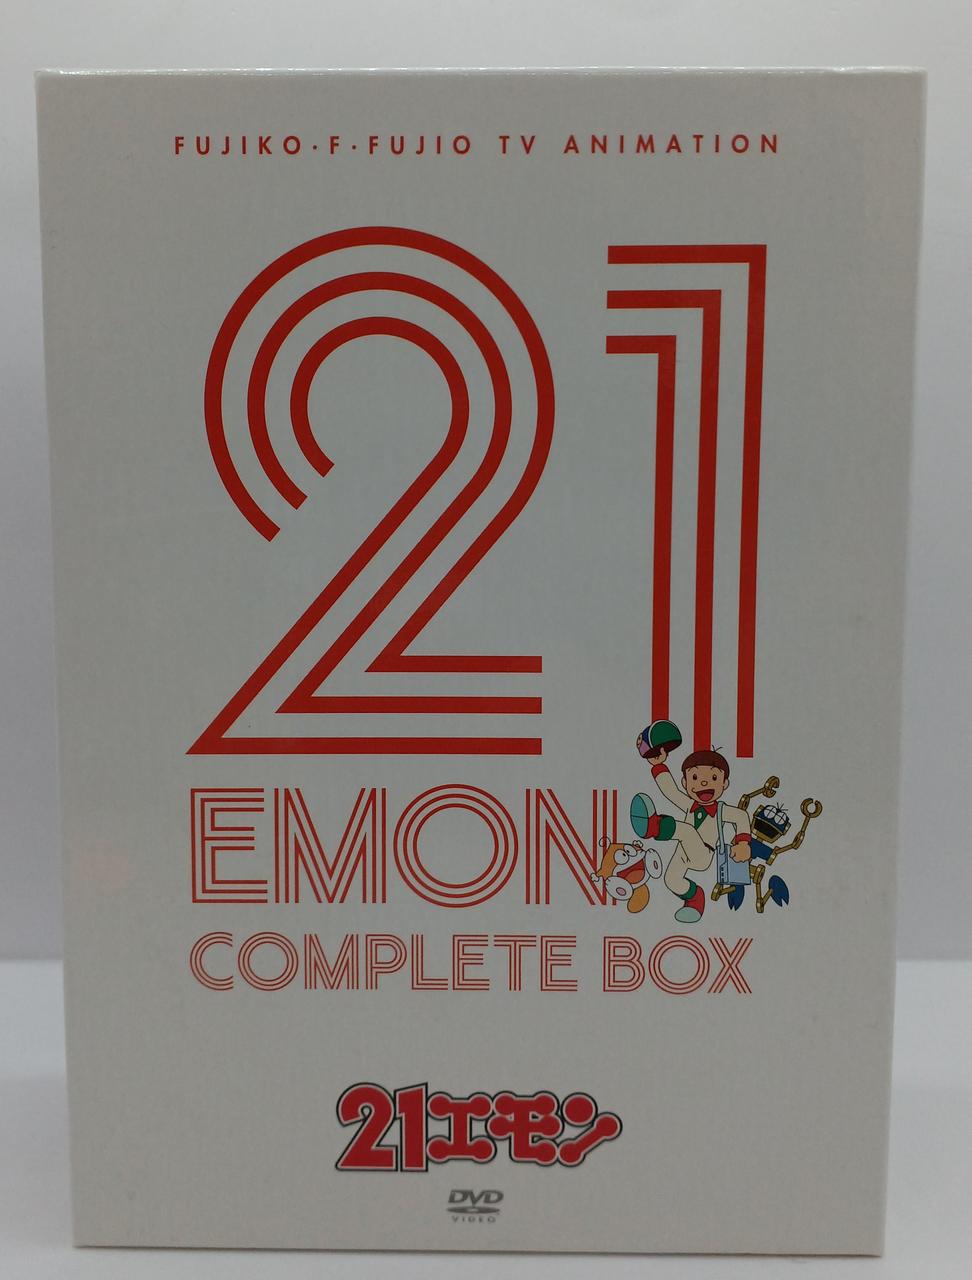 FUJIKO・F・FUJIO TV ANIMATION
21
EMON
COMPLETE BOX
21エモン
DVD
VIDEO